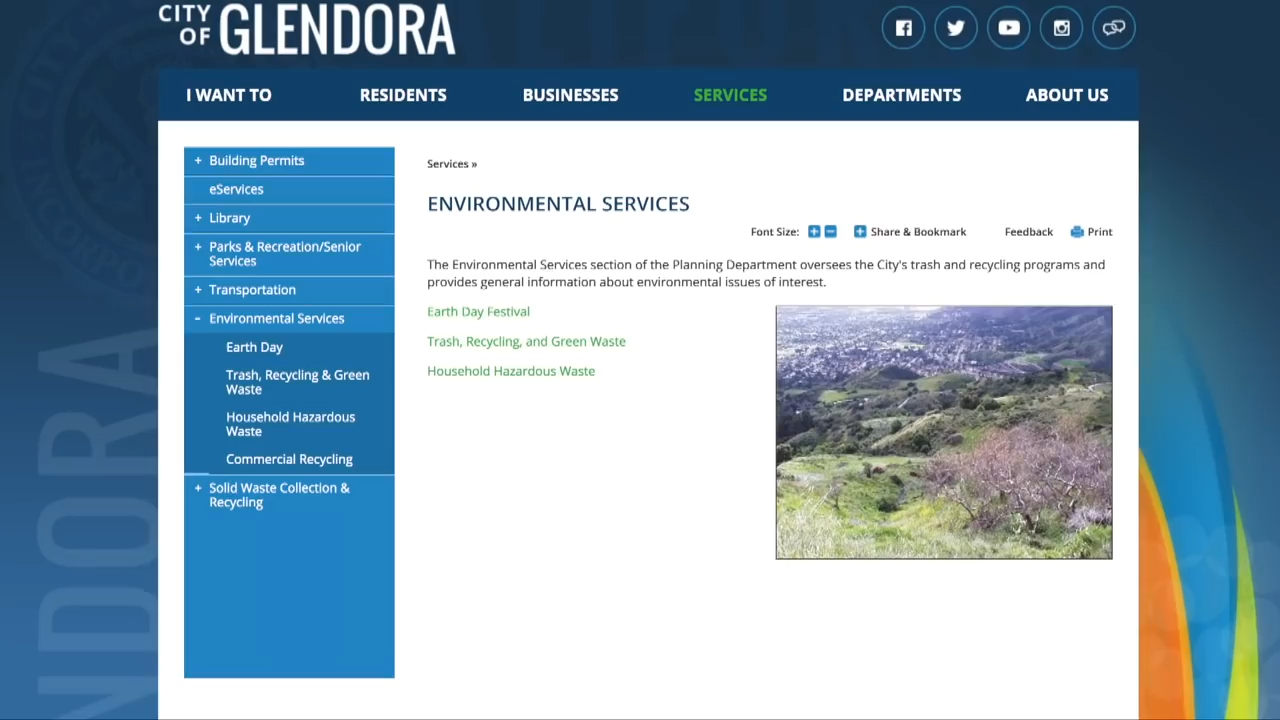 CITY
OF GLENDORA
I WANT TO
RESIDENTS
BUSINESSES
SERVICES
DEPARTMENTS
ABOUT US
+ Building Permits
eServices
+ Library
+ Parks & Recreation/Senior
Services
+ Transportation
- Environmental Services
Earth Day
Trash, Recycling & Green
Waste
Household Hazardous
Waste
Commercial Recycling
+ Solid Waste Collection &
Recycling
Services »
ENVIRONMENTAL SERVICES
Font Size: + - + Share & Bookmark Feedback Print
The Environmental Services section of the Planning Department oversees the City's trash and recycling programs and
provides general information about environmental issues of interest.
Earth Day Festival
Trash, Recycling, and Green Waste
Household Hazardous Waste